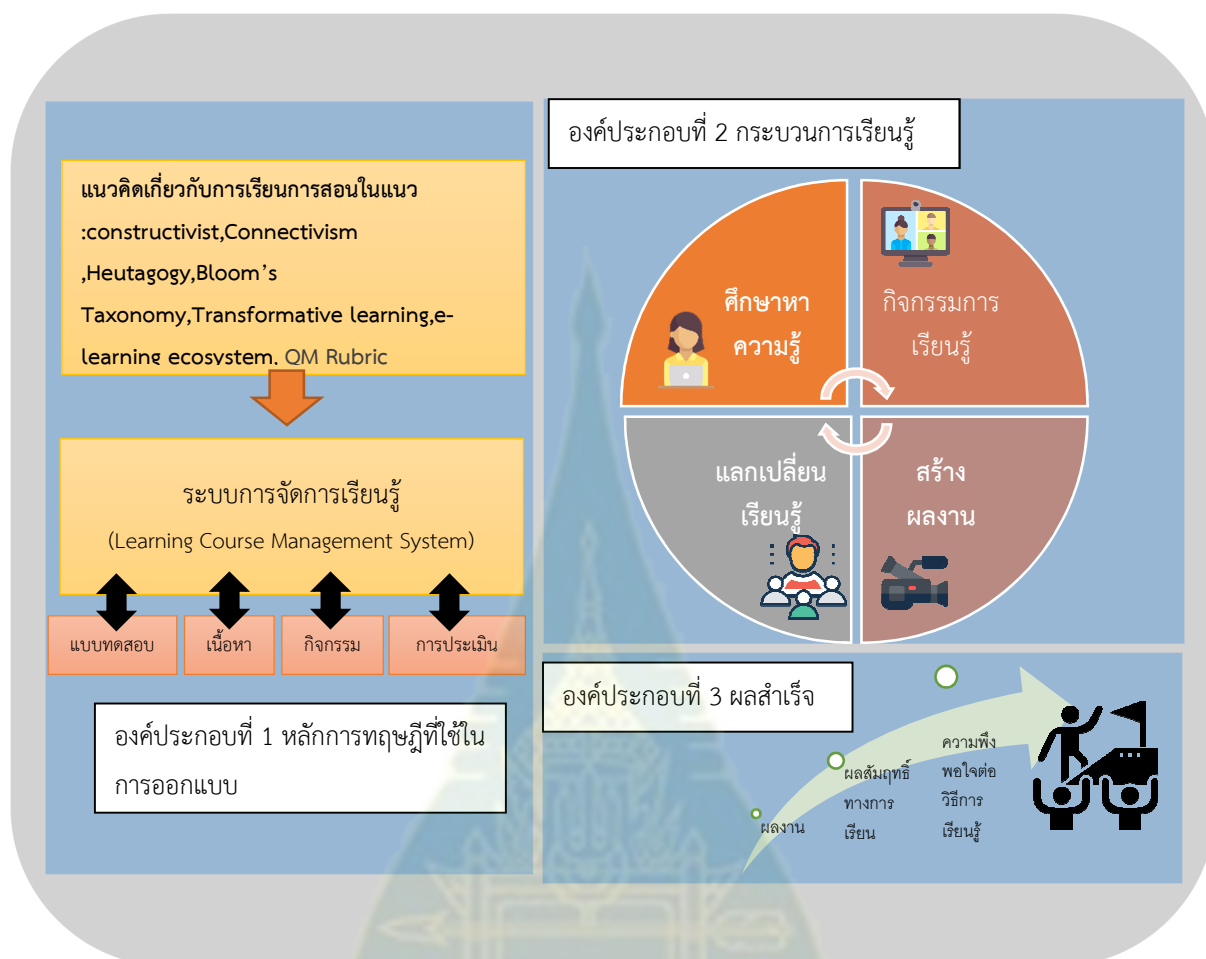 แนวคิดเกี่ยวกับการเรียนการสอนในแนว
:constructivist,Connectivism
,Heutagogy,Bloom’s
Taxonomy,Transformative learning,e-
learning ecosystem, QM Rubric
ระบบการจัดการเรียนรู้
(Learning Course Management System)
แบบทดสอบ
เนื้อหา
กิจกรรม
การประเมิน
องค์ประกอบที่ 1 หลักการทฤษฎีที่ใช้ใน
การออกแบบ
องค์ประกอบที่ 2 กระบวนการเรียนรู้
ศึกษาหา
ความรู้
กิจกรรมการ
เรียนรู้
แลกเปลี่ยน
เรียนรู้
สร้าง
ผลงาน
องค์ประกอบที่ 3 ผลสำเร็จ
ผลงาน
ผลสัมฤทธิ์
ทางการ
เรียน
ความพึง
พอใจต่อ
วิธีการ
เรียนรู้